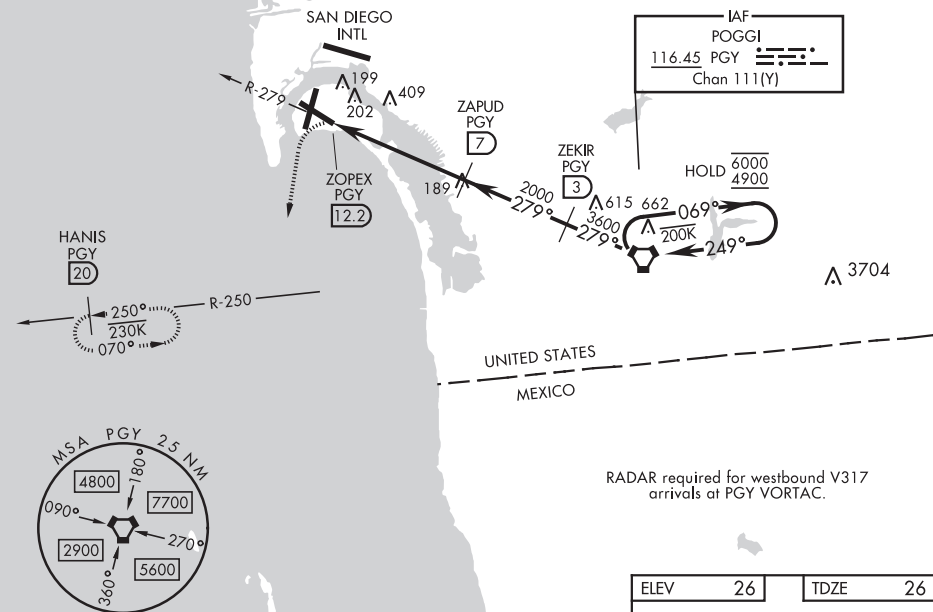 SAN DIEGO
INTL
IAF
POGGI
116.45 PGY
Chan 111(Y)
R-279
199
202
409
ZAPUD
PGY
7
ZEKIR
PGY
3
HOLD 6000
4900
ZOPEX
PGY
12.2
189
2000
279°
3600
279°
615
662
200K
069°
249°
3704
HANIS
PGY
20
250°
230K
070°
R-250
UNITED STATES
MEXICO
MSA PGY 25 NM
4800
180°
7700
090°
270°
2900
360°
5600
RADAR required for westbound V317
arrivals at PGY VORTAC.
ELEV 26
TDZE 26